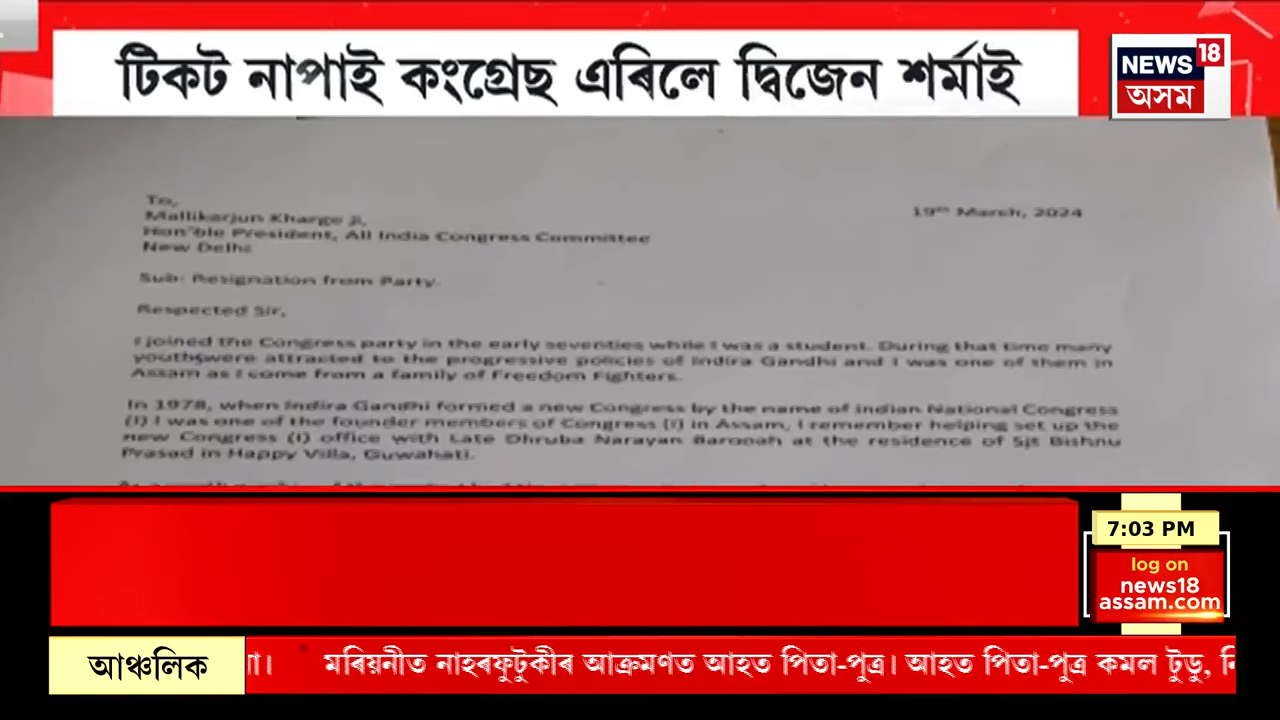 টিকট নাপাই কংগ্ৰেছ এৰিলে দ্বিজেন শৰ্মাই
NEWS 18
অসম
To,
Mallikarjun Kharge Ji,
19th March, 2024
Hon'ble President, All India Congress Committee
New Delhi
Sub: Resignation from Party.
Respected Sir,
I joined the Congress party in the early seventies while I was a student. During that time many
youths were attracted to the progressive policies of Indira Gandhi and I was one of them in
Assam as I come from a family of Freedom Fighters.
In 1978, when Indira Gandhi formed a new Congress by the name of Indian National Congress
(I) I was one of the founder members of Congress (I) in Assam, I remember helping set up the
new Congress (I) office with Late Dhruba Narayan Barooah at the residence of Sjt Bishnu
Prasad in Happy Villa, Guwahati.
7:03 PM
log on
news18
assam.com
আঞ্চলিক
মৰিয়নীত নাহৰফুটুকীৰ আক্ৰমণত আহত পিতা-পুত্ৰ। আহত পিতা-পুত্ৰ কমল টুডু,